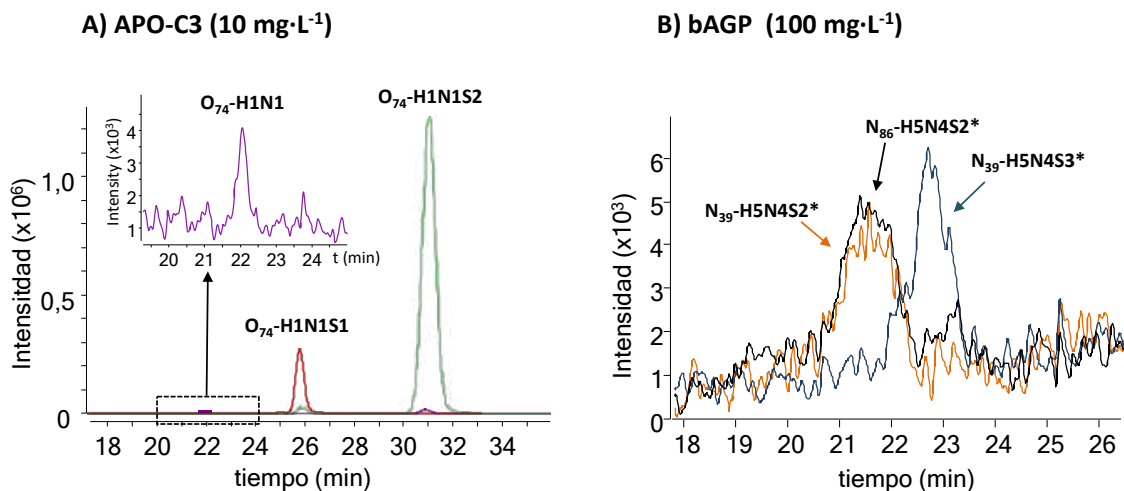 A) APO-C3 (10 mg·L⁻¹)
B) bAGP (100 mg·L⁻¹)
O₇₄-H1N1
O₇₄-H1N1S2
Intensity (x10³)
4
3
2
1
20 21 22 23 24 t (min)
Intensitdad (x10⁶)
1,0
0,5
0
O₇₄-H1N1S1
18 20 22 24 26 28 30 32 34
tiempo (min)
N₈₆-H5N4S2*
N₃₉-H5N4S3*
N₃₉-H5N4S2*
Intensidad (x10³)
6
5
4
3
2
1
0
18 19 20 21 22 23 24 25 26
tiempo (min)